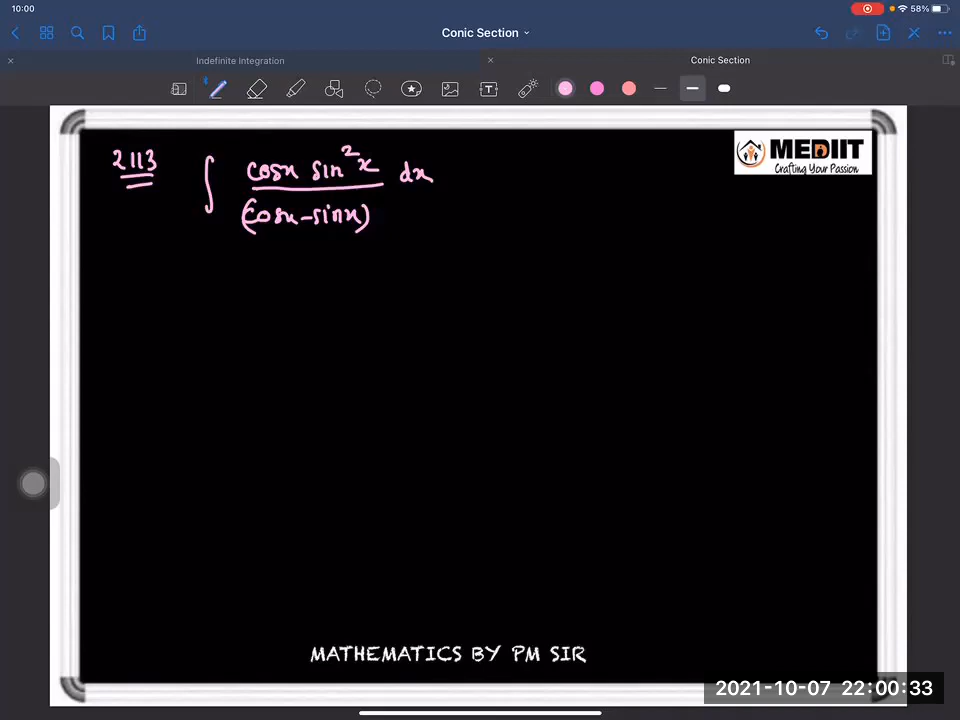 10:00
58%
Conic Section
Indefinite Integration
Conic Section
2113 ∫ cosx sin²x / (cosx-sinx) dx
MEDIIT
Crafting Your Passion
MATHEMATICS BY PM SIR
2021-10-07 22:00:33